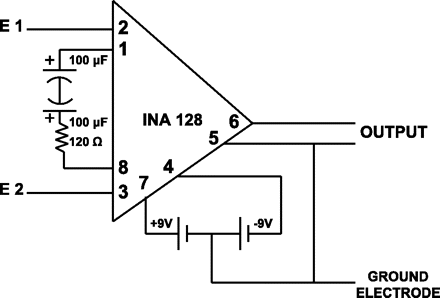 E 1
2
1
+
100 µF
+
100 µF
120 Ω
INA 128
6
5
OUTPUT
4
8
7
3
E 2
+9V
-9V
GROUND
ELECTRODE